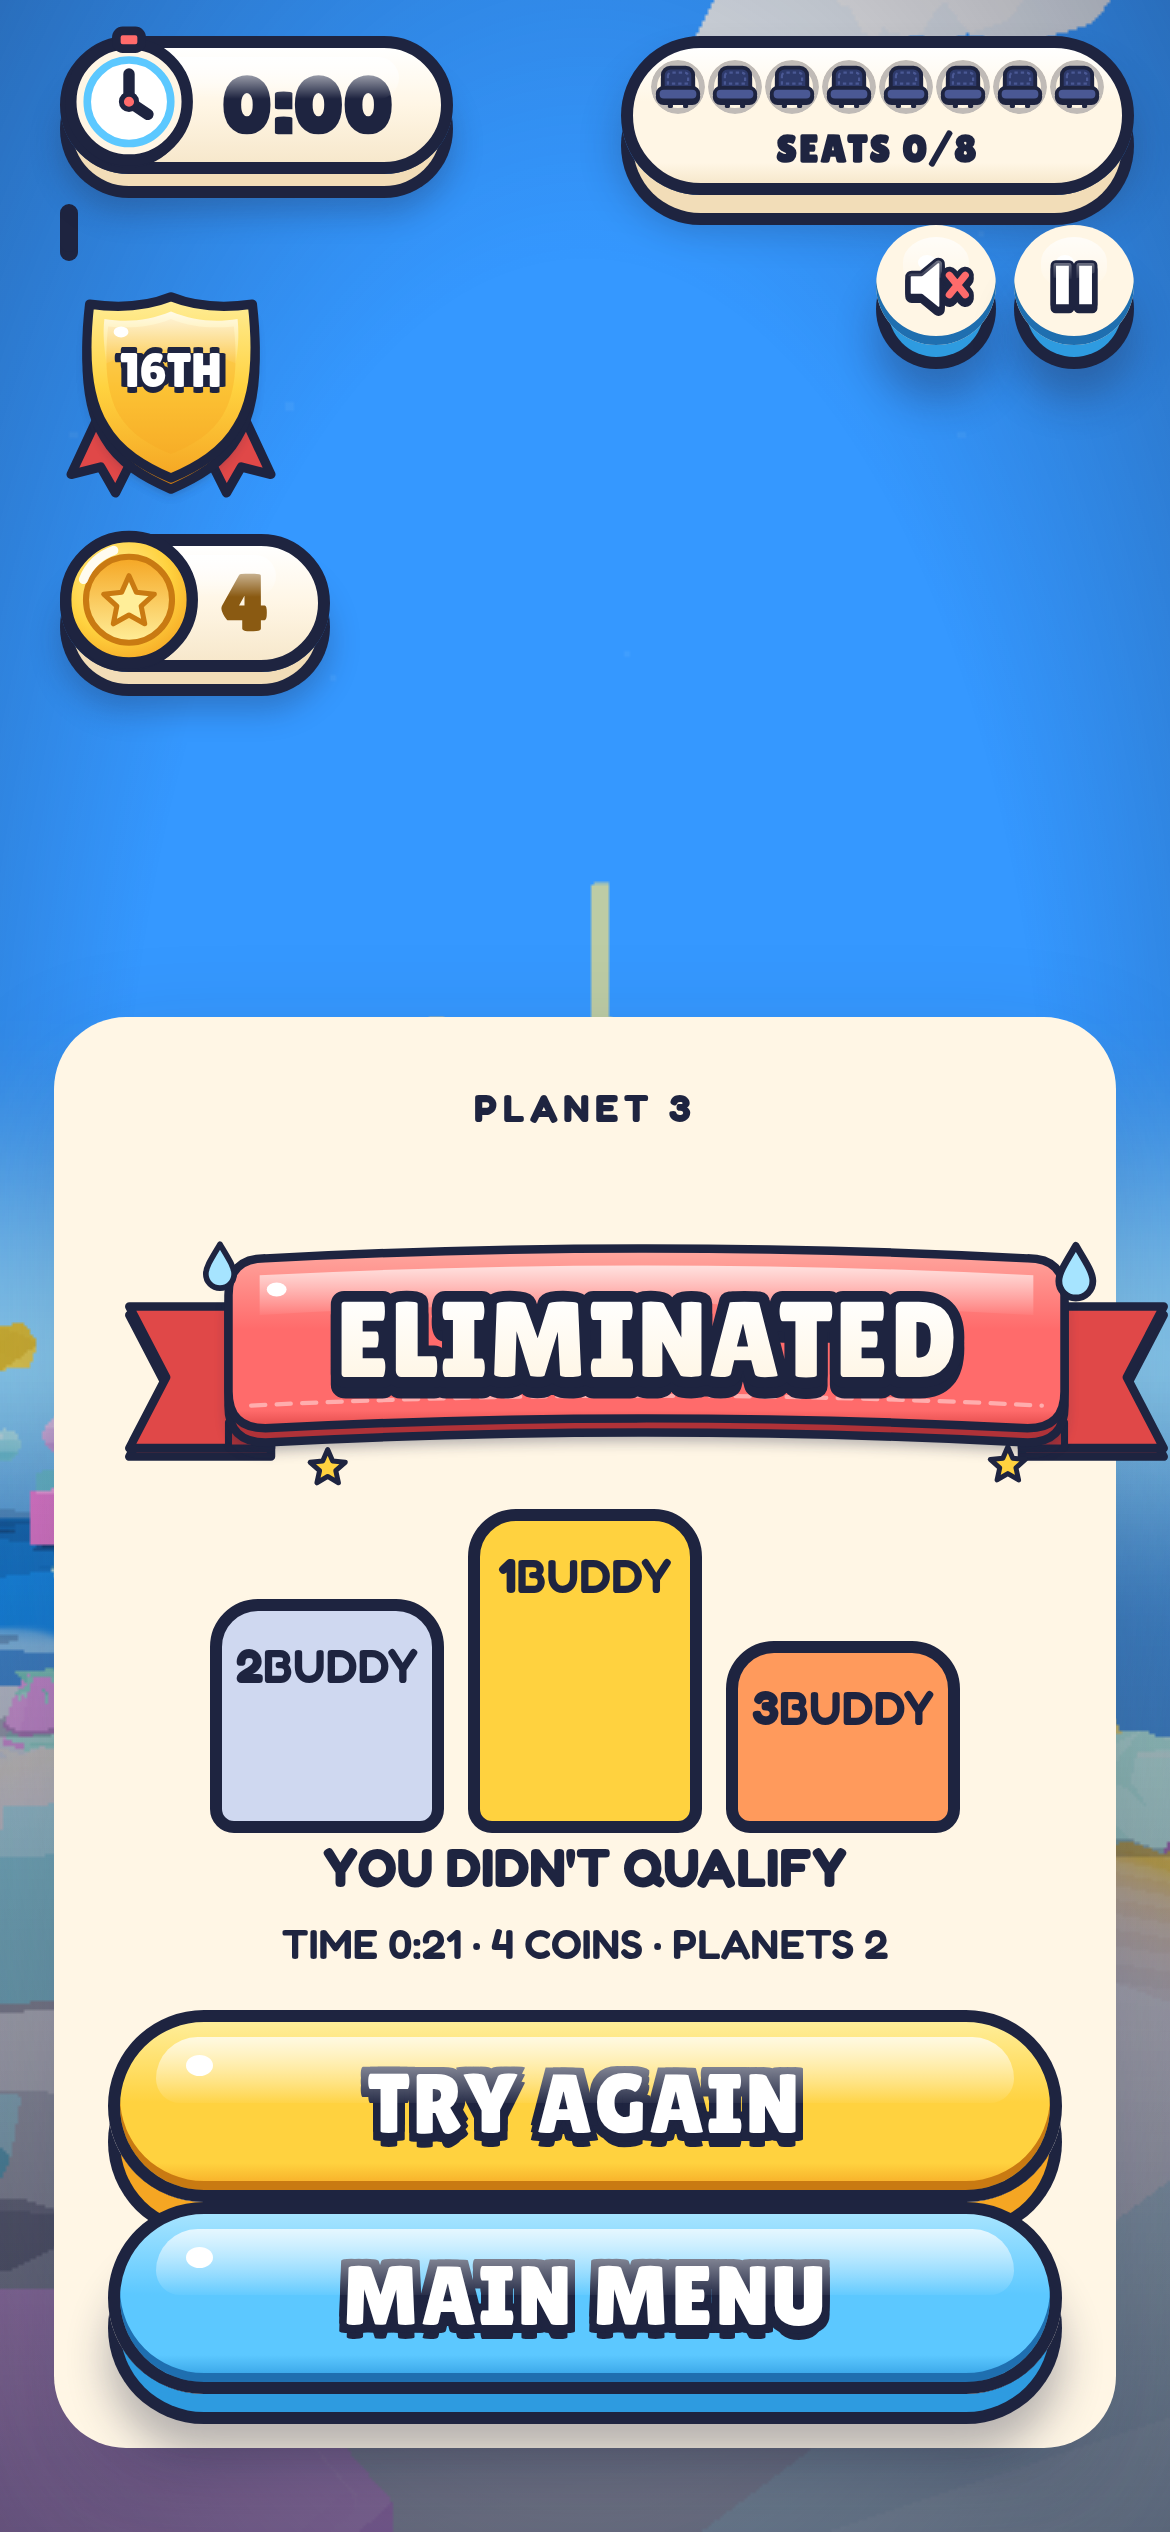 0:00
SEATS 0/8
16TH
4
PLANET 3
ELIMINATED
1BUDDY
2BUDDY
3BUDDY
YOU DIDN'T QUALIFY
TIME 0:21 · 4 COINS · PLANETS 2
TRY AGAIN
MAIN MENU